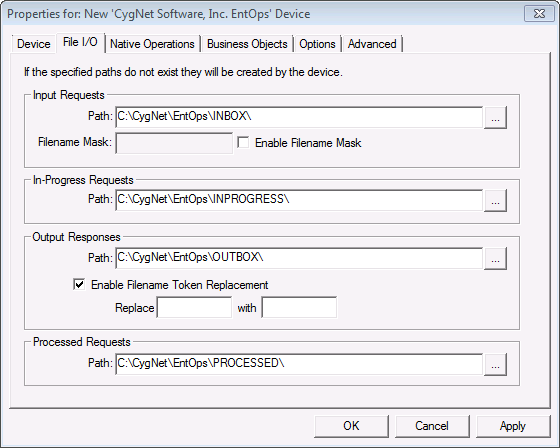 Properties for: New 'CygNet Software, Inc. EntOps' Device
Device File I/O Native Operations Business Objects Options Advanced
If the specified paths do not exist they will be created by the device.
Input Requests
Path: C:\CygNet\EntOps\INBOX\ ...
Filename Mask: Enable Filename Mask
In-Progress Requests
Path: C:\CygNet\EntOps\INPROGRESS\ ...
Output Responses
Path: C:\CygNet\EntOps\OUTBOX\ ...
Enable Filename Token Replacement
Replace with
Processed Requests
Path: C:\CygNet\EntOps\PROCESSED\ ...
OK Cancel Apply